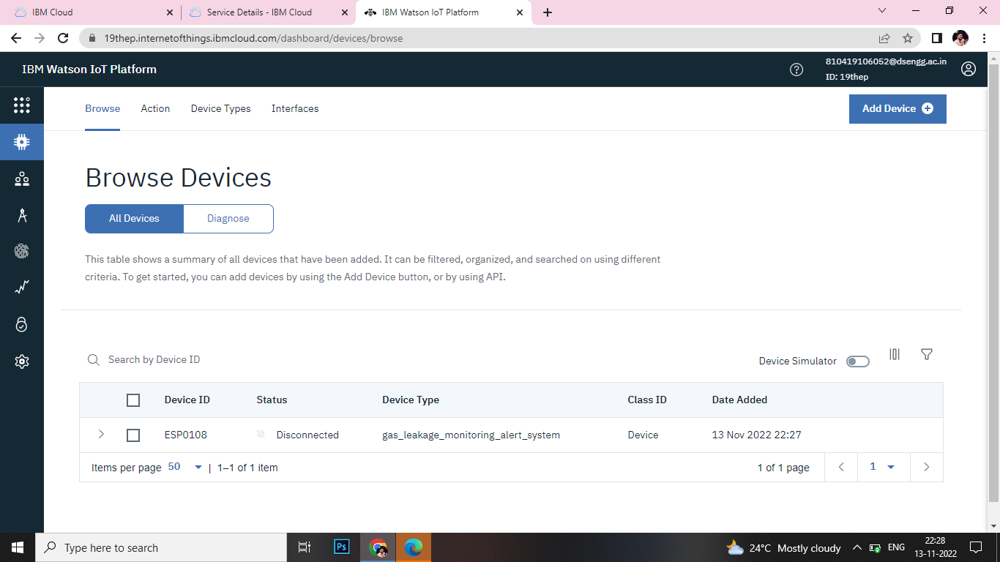 IBM Cloud
Service Details - IBM Cloud
IBM Watson IoT Platform
19thep.internetofthings.ibmcloud.com/dashboard/devices/browse
IBM Watson IoT Platform
810419106052@dsengg.ac.in
ID: 19thep
Browse Action Device Types Interfaces
Add Device
Browse Devices
All Devices Diagnose
This table shows a summary of all devices that have been added. It can be filtered, organized, and searched on using different
criteria. To get started, you can add devices by using the Add Device button, or by using API.
Search by Device ID
Device Simulator
Device ID Status Device Type Class ID Date Added
ESP0108 Disconnected gas_leakage_monitoring_alert_system Device 13 Nov 2022 22:27
Items per page 50 | 1–1 of 1 item 1 of 1 page 1
Type here to search
Ps
24°C Mostly cloudy
ENG
22:28
13-11-2022